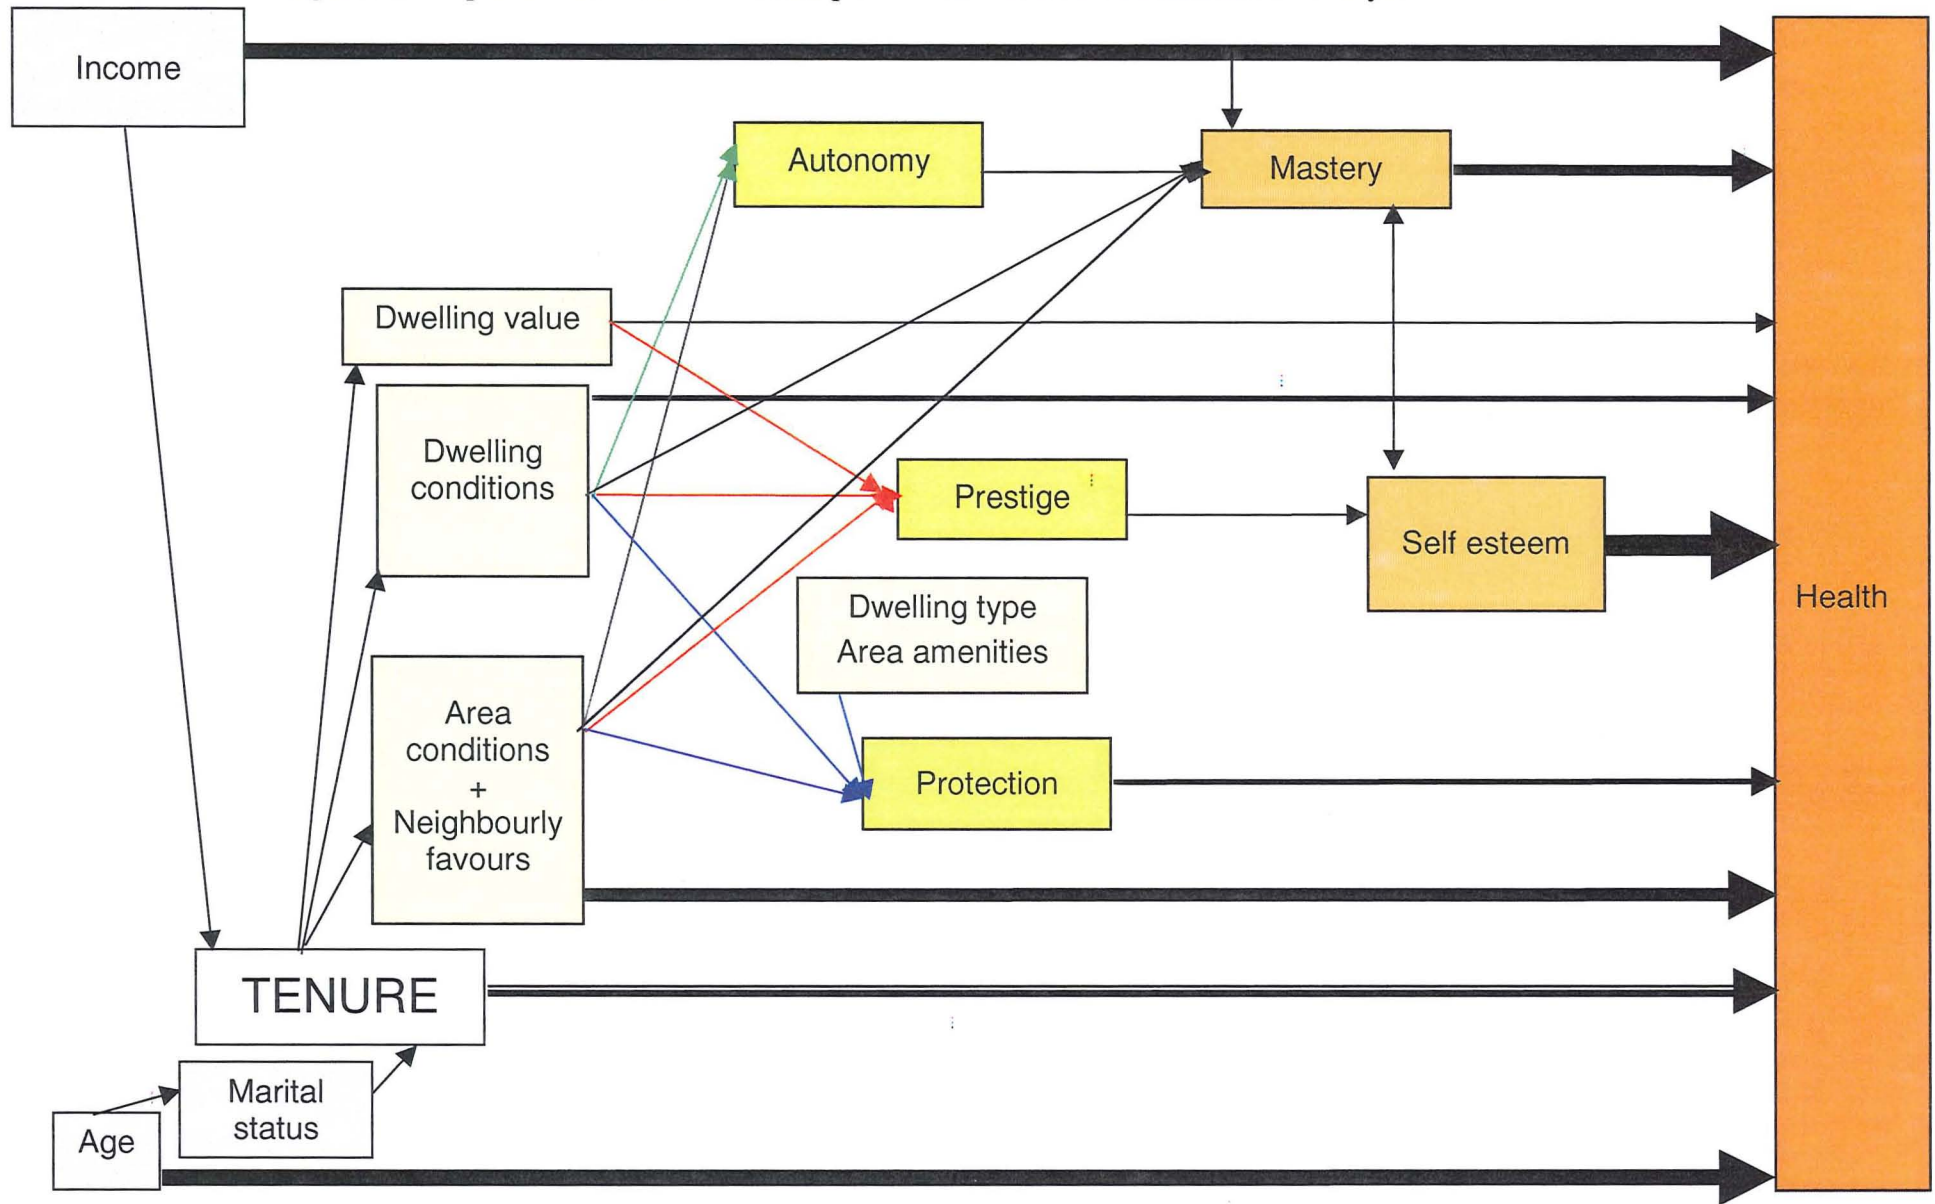 Income
Autonomy
Mastery
Dwelling value
Dwelling
conditions
Prestige
Self esteem
Dwelling type
Area amenities
Health
Area
conditions
+
Neighbourly
favours
Protection
TENURE
Marital
status
Age